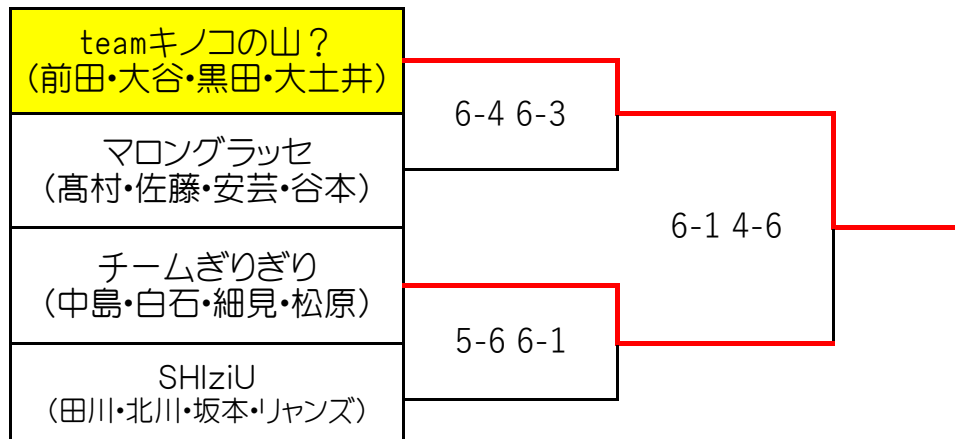 teamキノコの山？
（前田・大谷・黒田・大土井）
6-4 6-3
マロングラッセ
（髙村・佐藤・安芸・谷本）
6-1 4-6
チームぎりぎり
（中島・白石・細見・松原）
5-6 6-1
SHIziU
（田川・北川・坂本・リャンズ）